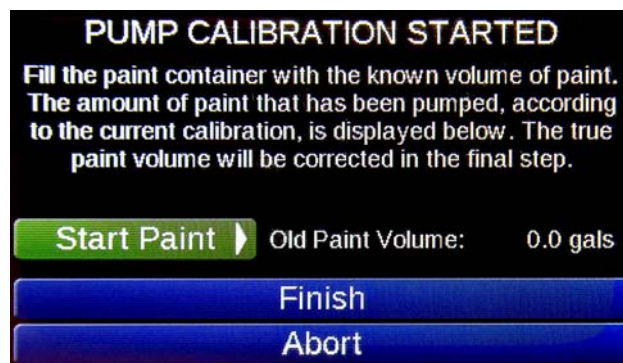 PUMP CALIBRATION STARTED
Fill the paint container with the known volume of paint.
The amount of paint that has been pumped, according
to the current calibration, is displayed below. The true
paint volume will be corrected in the final step.
Start Paint Old Paint Volume: 0.0 gals
Finish
Abort